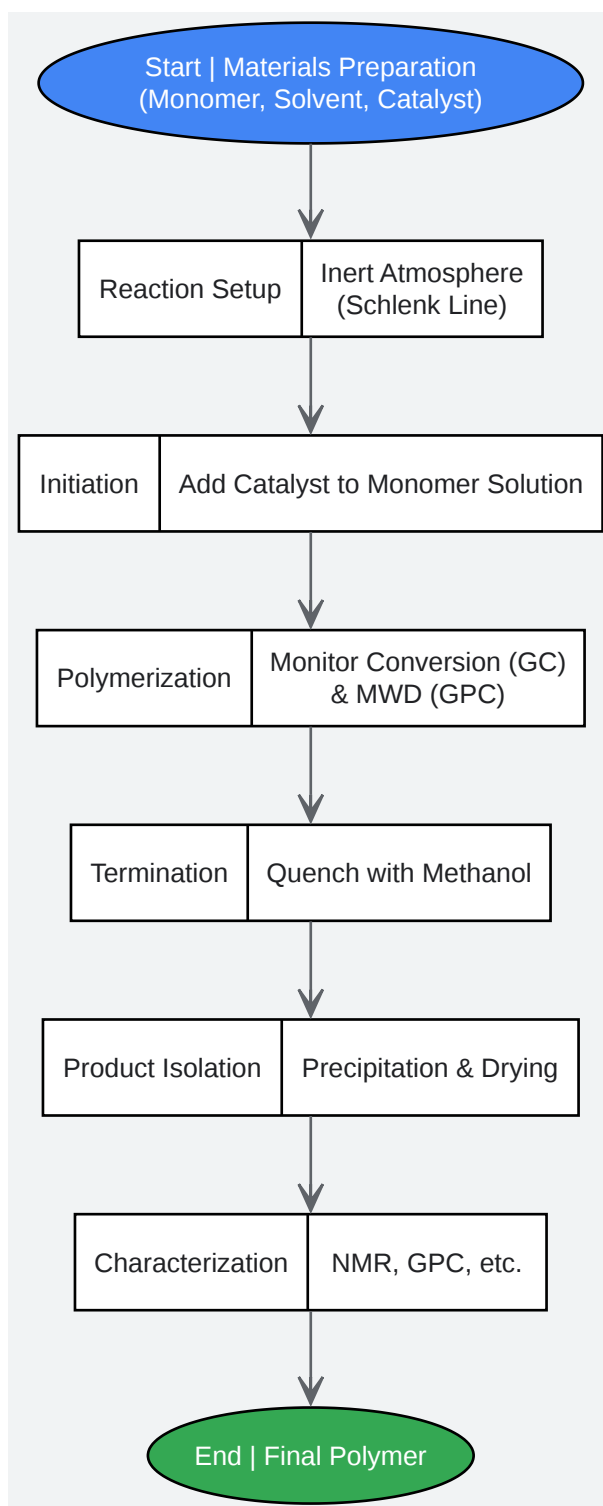 Start | Materials Preparation
(Monomer, Solvent, Catalyst)
Reaction Setup
Inert Atmosphere
(Schlenk Line)
Initiation
Add Catalyst to Monomer Solution
Polymerization
Monitor Conversion (GC)
& MWD (GPC)
Termination
Quench with Methanol
Product Isolation
Precipitation & Drying
Characterization
NMR, GPC, etc.
End | Final Polymer